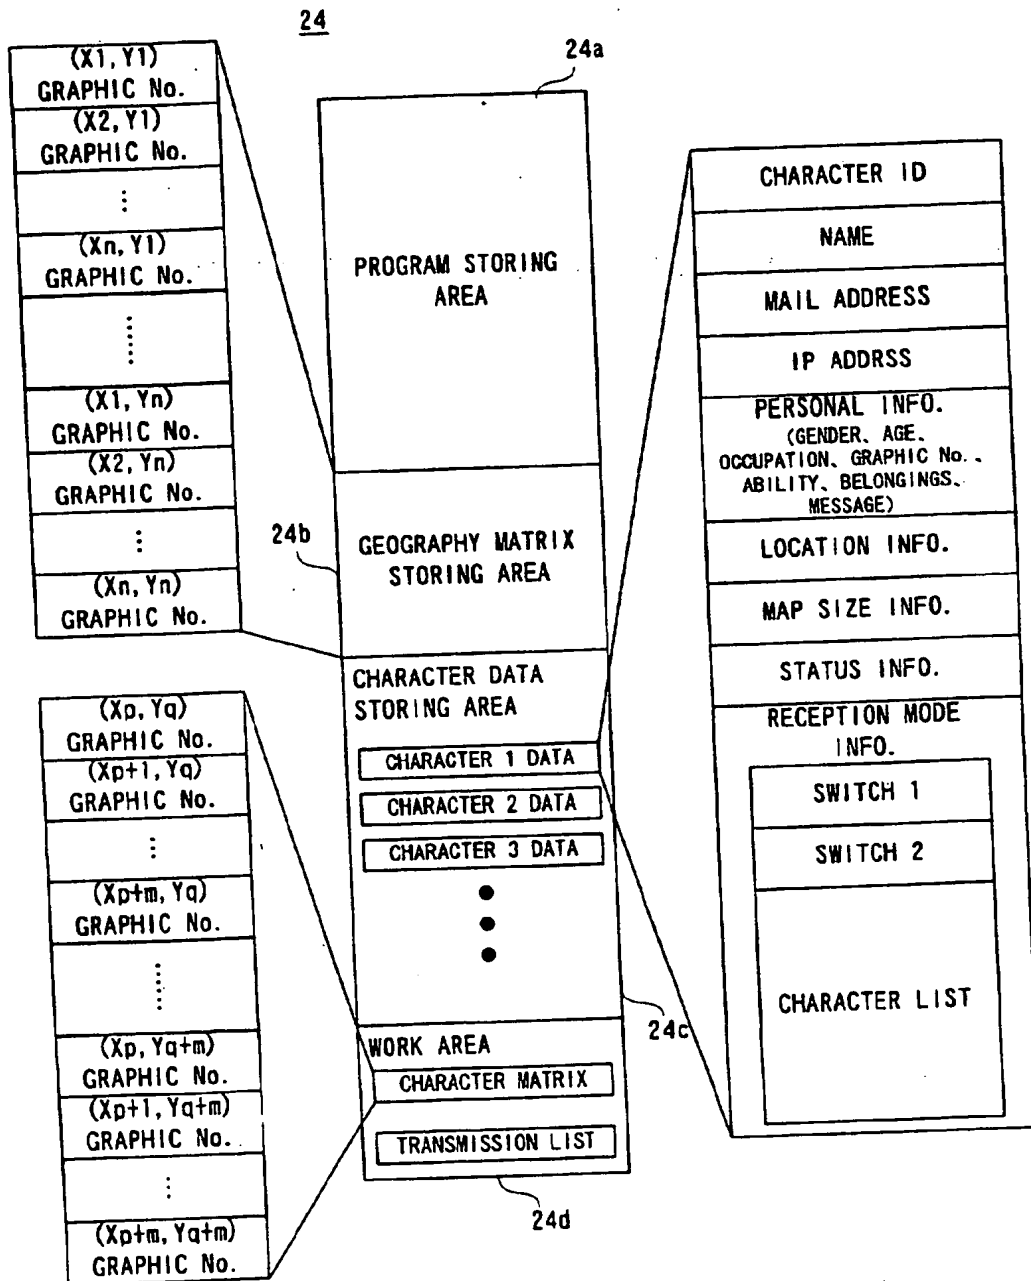 24
(X1, Y1)
GRAPHIC No.
(X2, Y1)
GRAPHIC No.
⋮
(Xn, Y1)
GRAPHIC No.
⋮
(X1, Yn)
GRAPHIC No.
(X2, Yn)
GRAPHIC No.
⋮
(Xn, Yn)
GRAPHIC No.
(Xp, Yq)
GRAPHIC No.
(Xp+1, Yq)
GRAPHIC No.
⋮
(Xp+m, Yq)
GRAPHIC No.
⋮
(Xp, Yq+m)
GRAPHIC No.
(Xp+1, Yq+m)
GRAPHIC No.
⋮
(Xp+m, Yq+m)
GRAPHIC No.
24a
PROGRAM STORING
AREA
24b
GEOGRAPHY MATRIX
STORING AREA
CHARACTER DATA
STORING AREA
CHARACTER 1 DATA
CHARACTER 2 DATA
CHARACTER 3 DATA
24c
WORK AREA
CHARACTER MATRIX
TRANSMISSION LIST
24d
CHARACTER ID
NAME
MAIL ADDRESS
IP ADDRSS
PERSONAL INFO.
(GENDER、AGE、
OCCUPATION、GRAPHIC No.、
ABILITY、BELONGINGS、
MESSAGE)
LOCATION INFO.
MAP SIZE INFO.
STATUS INFO.
RECEPTION MODE
INFO.
SWITCH 1
SWITCH 2
CHARACTER LIST